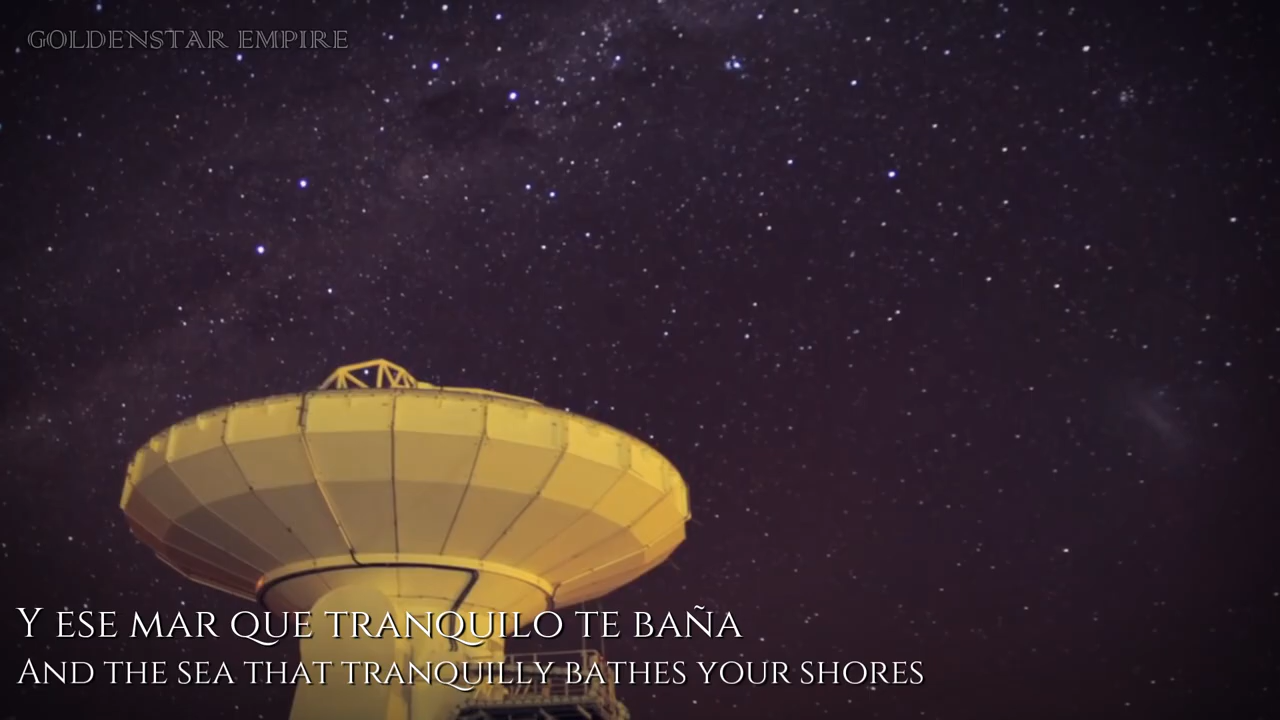 GOLDENSTAR EMPIRE
Y ESE MAR QUE TRANQUILO TE BAÑA
AND THE SEA THAT TRANQUILLY BATHES YOUR SHORES